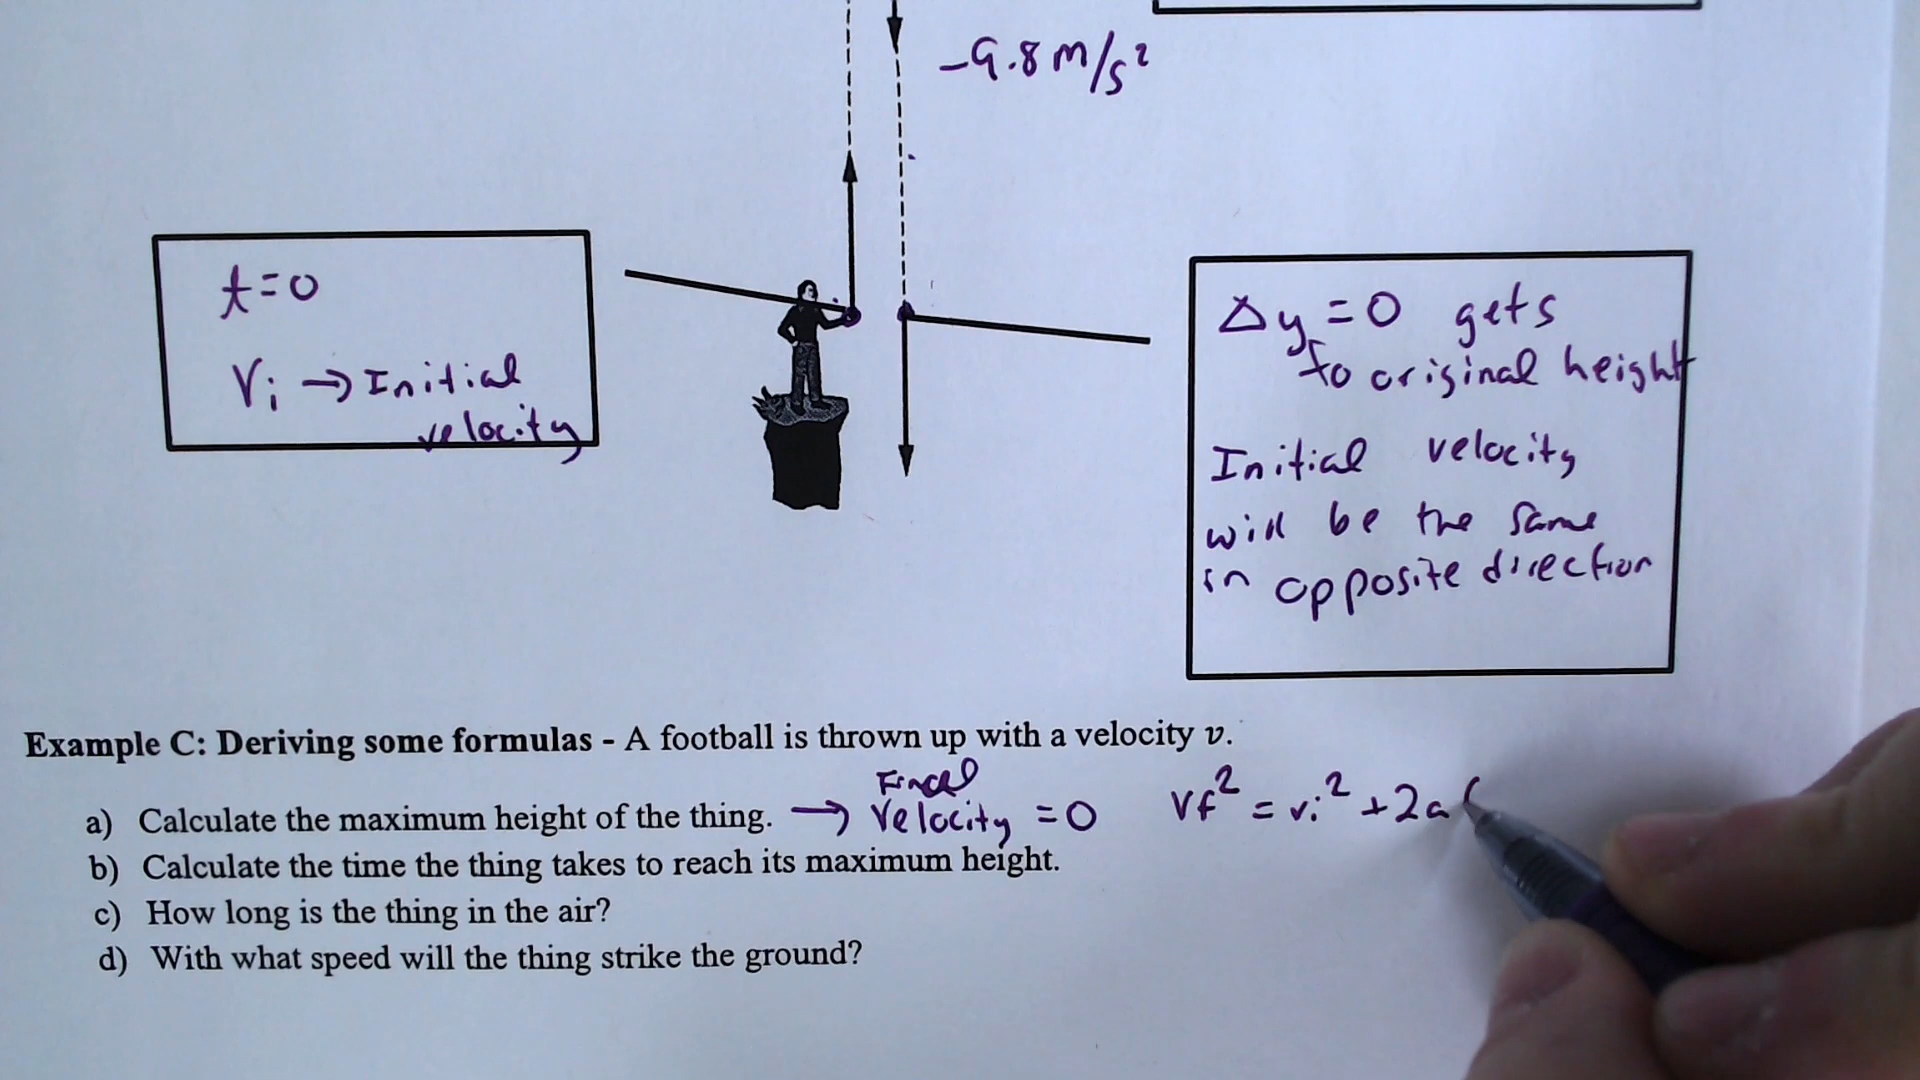 -9.8 m/s²
t=0
Vi → Initial
velocity
Δy=0 gets
to original height
Initial velocity
will be the same
in opposite direction
Example C: Deriving some formulas - A football is thrown up with a velocity v.
Final
a) Calculate the maximum height of the thing. → Velocity = 0 Vf² = vi² + 2a(
b) Calculate the time the thing takes to reach its maximum height.
c) How long is the thing in the air?
d) With what speed will the thing strike the ground?